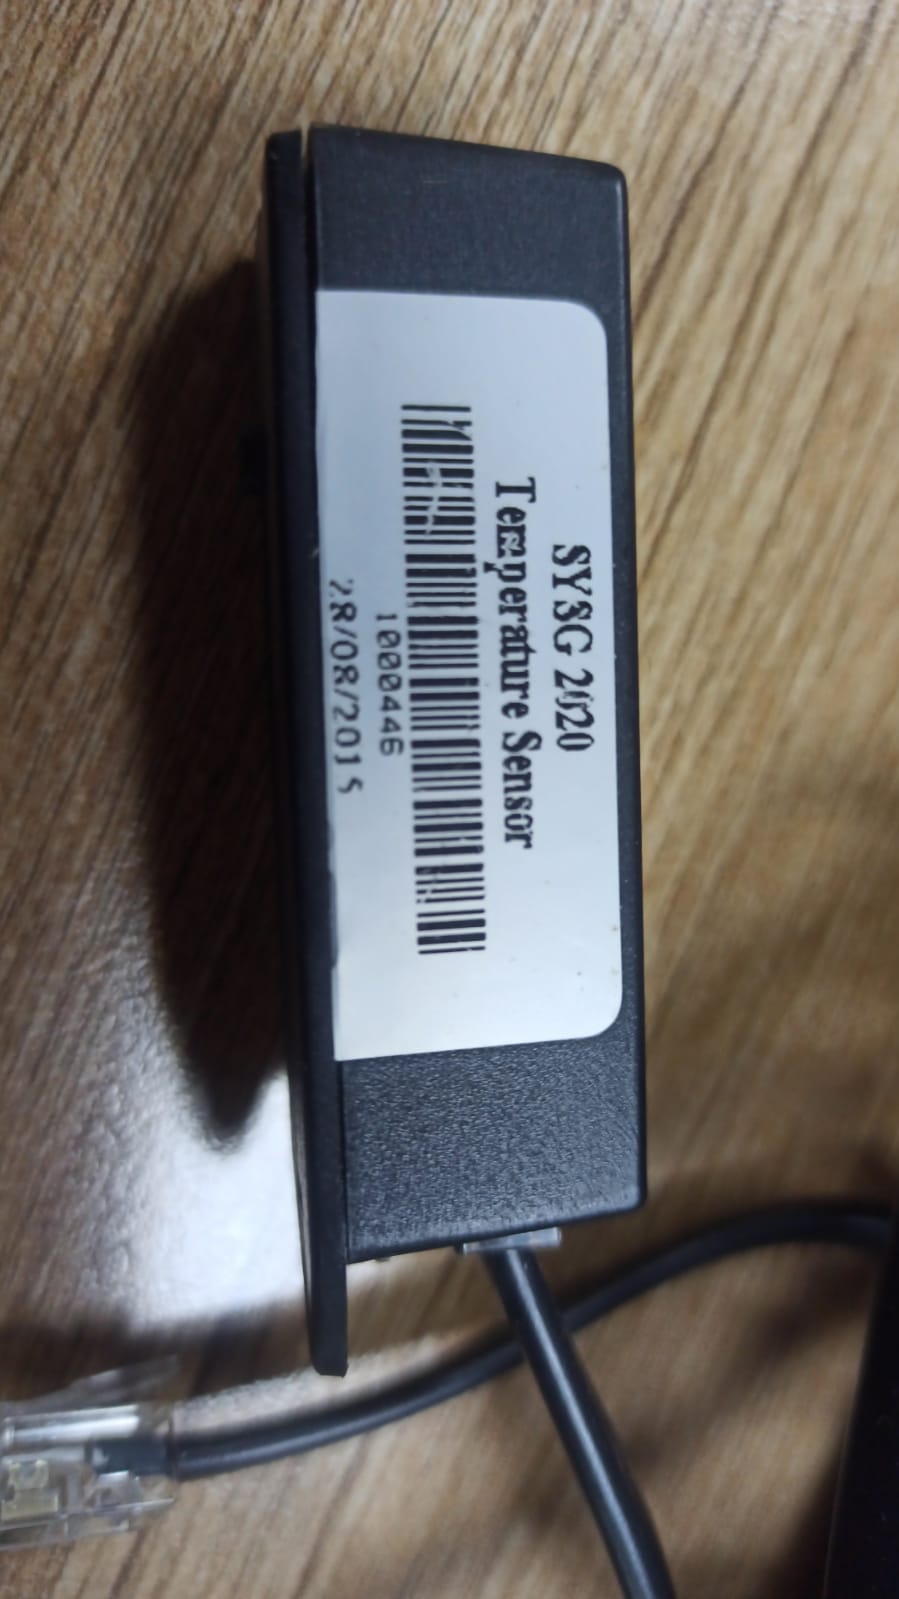 SYSG 2020
Temperature Sensor
1000446
28/08/2015